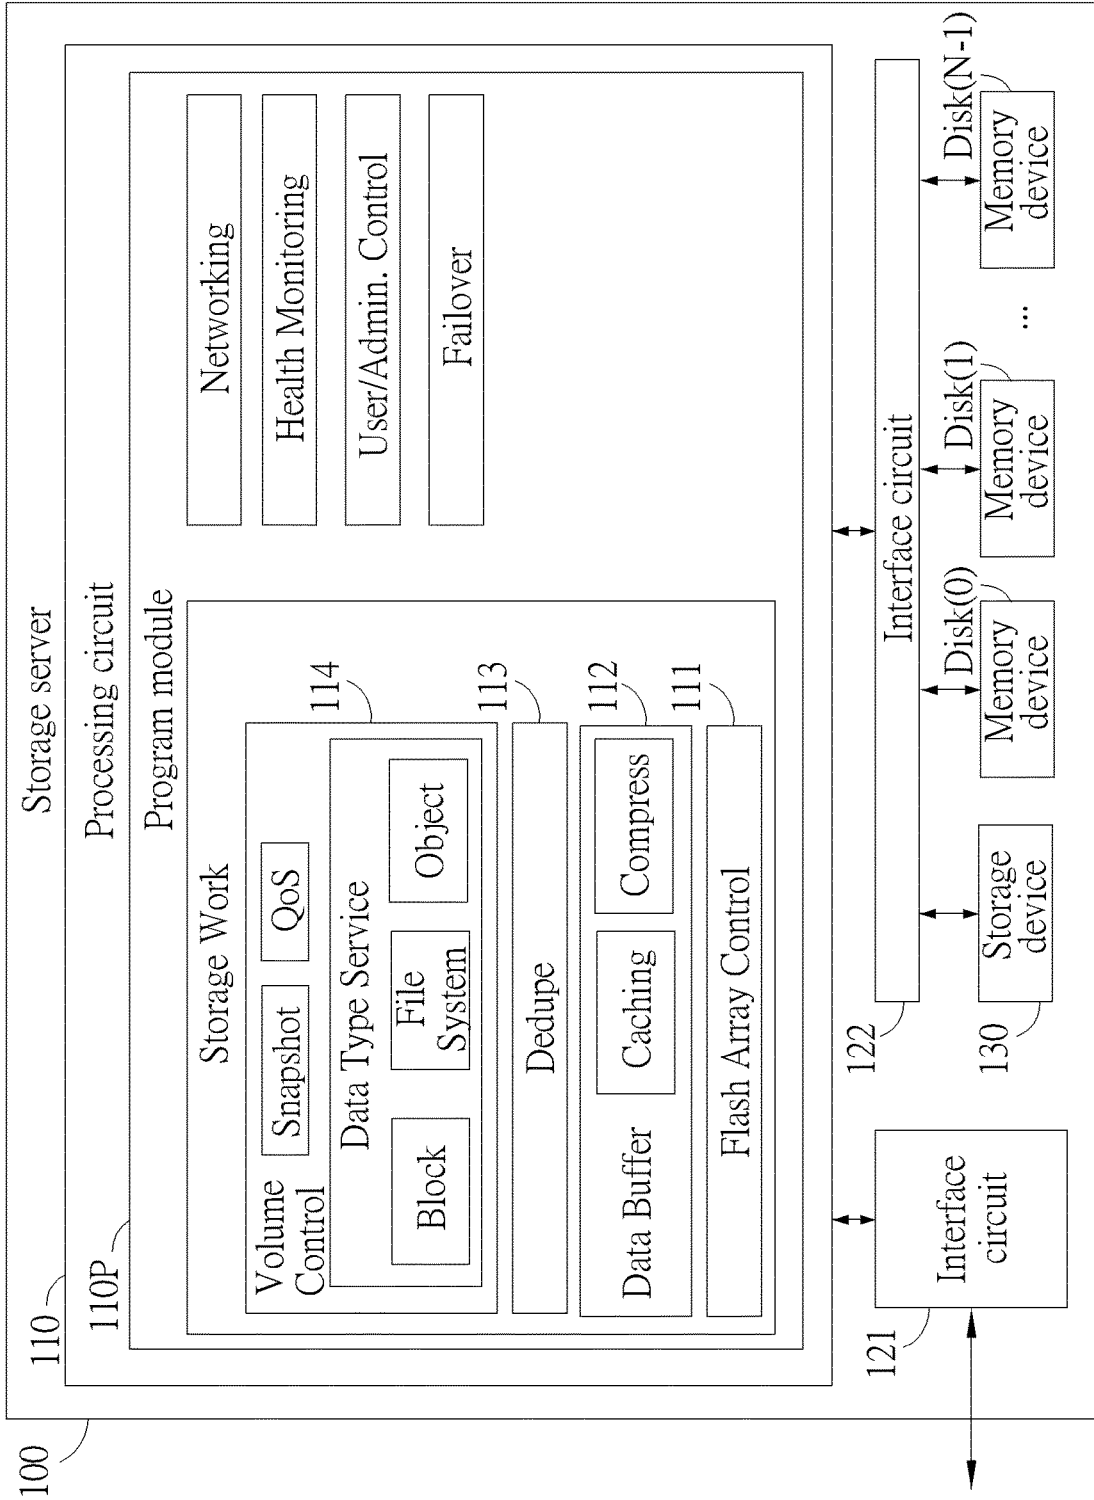 100
Storage server
110
Processing circuit
110P
Program module
Storage Work
Volume
Control
Snapshot
QoS
114
Data Type Service
Block
File
System
Object
Dedupe
113
Data Buffer
Caching
Compress
112
Flash Array Control
111
Networking
Health Monitoring
User/Admin. Control
Failover
121
Interface
circuit
122
Interface circuit
130
Storage
device
Disk(0)
Memory
device
Disk(1)
Memory
device
...
Disk(N-1)
Memory
device